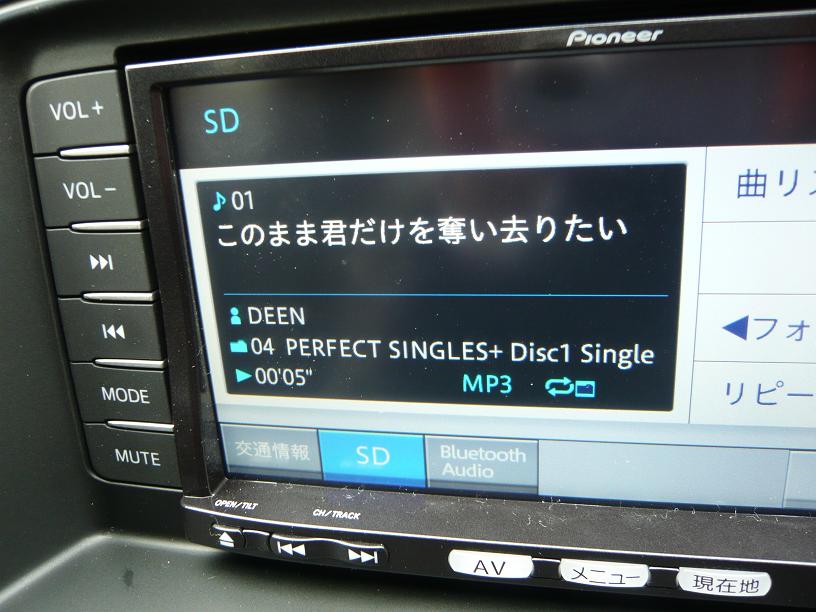 Pioneer
VOL+
VOL−
MODE
MUTE
SD
01
このまま君だけを奪い去りたい
DEEN
04 PERFECT SINGLES+ Disc1 Single
00'05"
MP3
曲リス
◀フォ
リピー
交通情報
SD
Bluetooth
Audio
OPEN/TILT
CH/TRACK
AV
メニュー
現在地